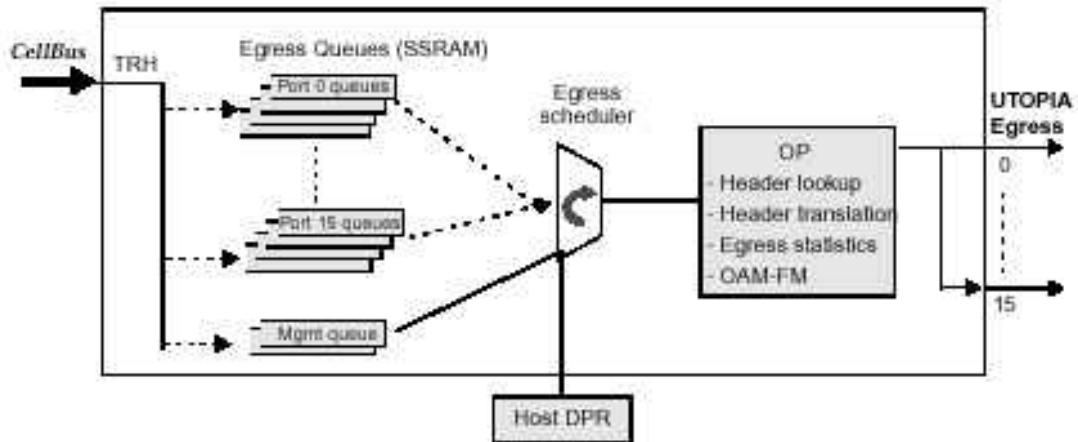 CellBus
TRH
Egress Queues (SSRAM)
Port 0 queues
Port 15 queues
Mgmt queue
Egress
scheduler
OP
- Header lookup
- Header translation
- Egress statistics
- OAM-FM
UTOPIA
Egress
0
15
Host DPR